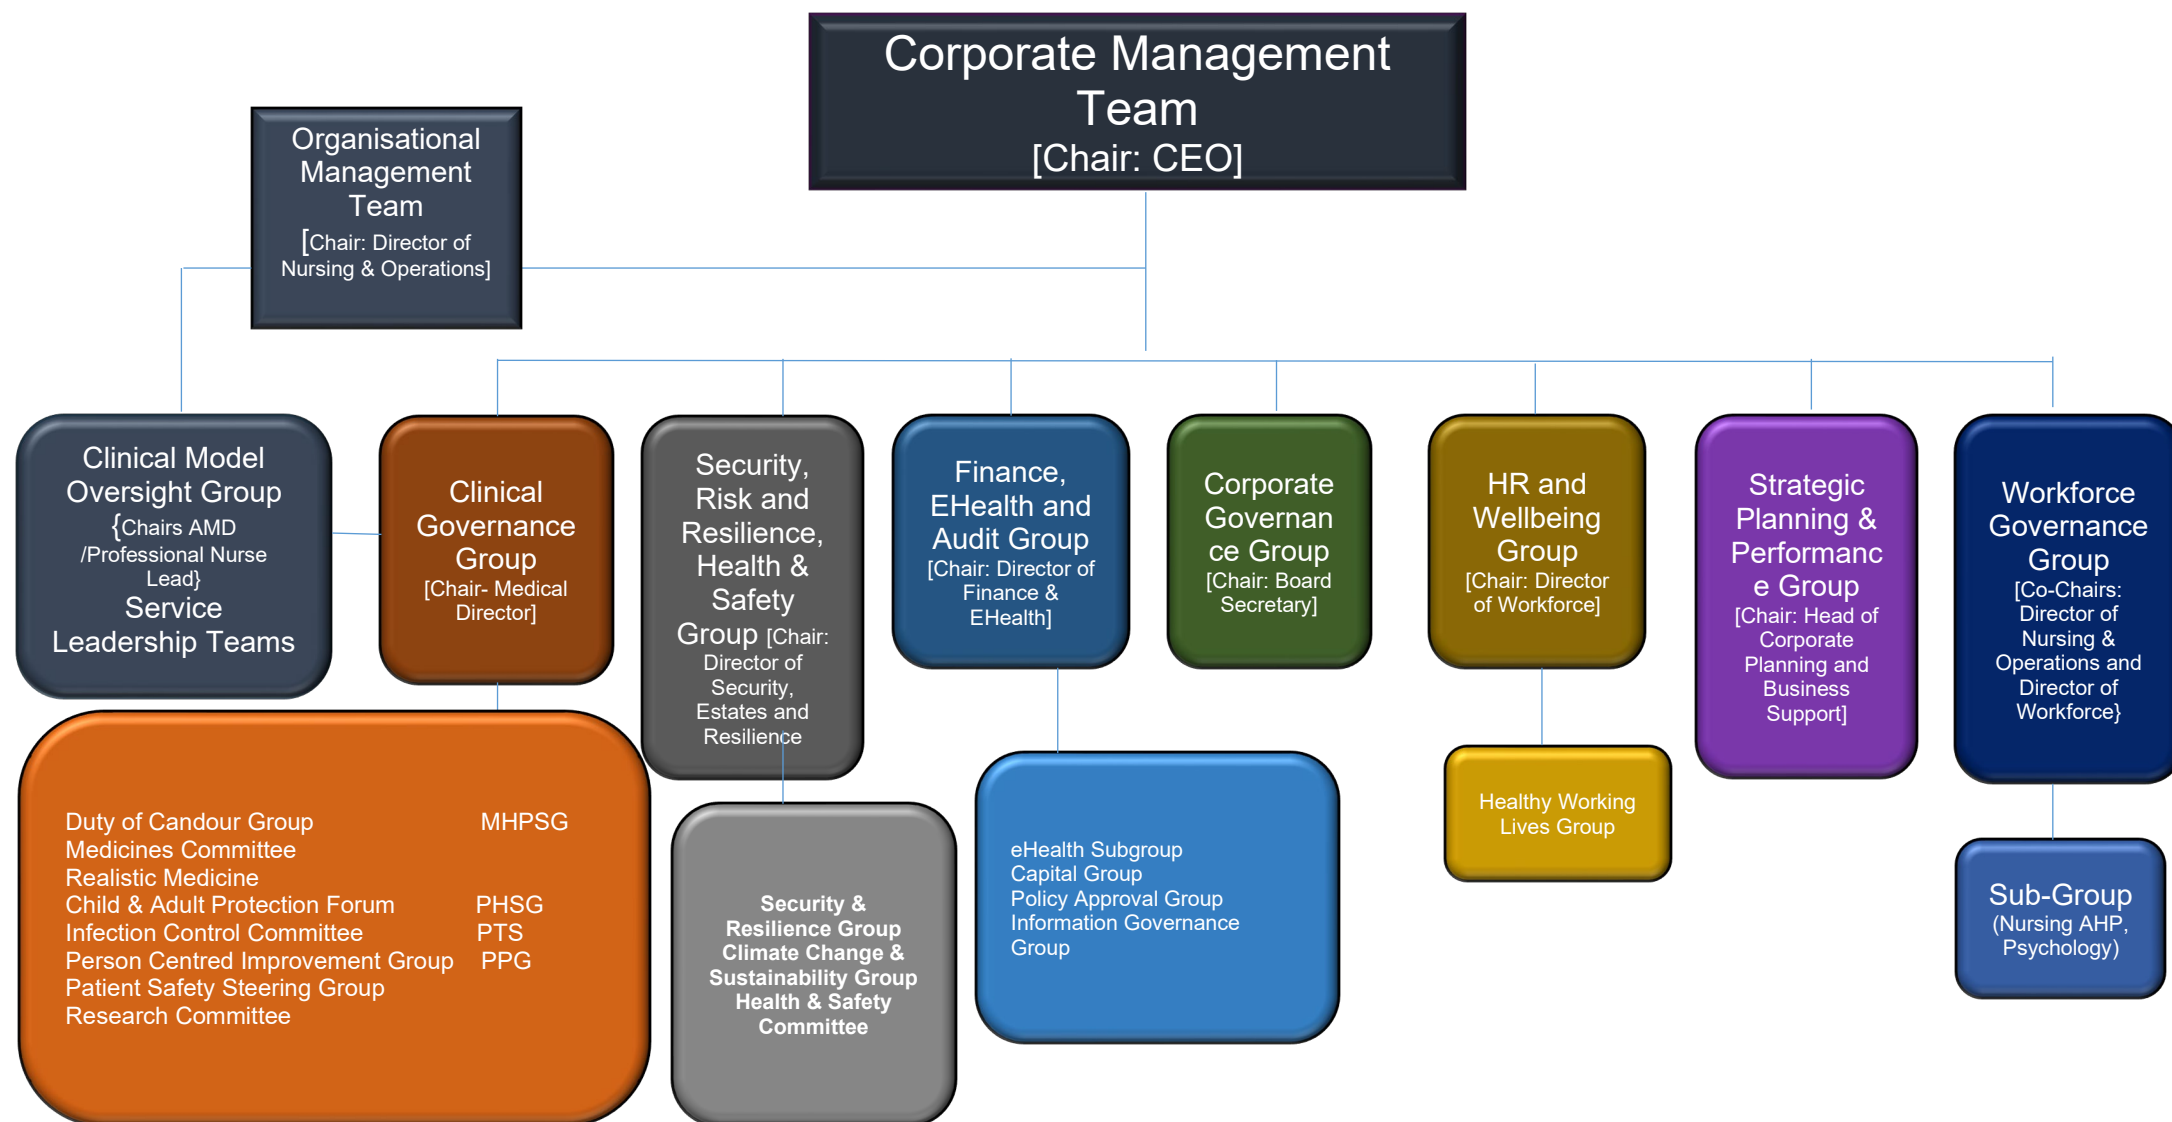 Corporate Management
Team
[Chair: CEO]
Organisational
Management
Team
[Chair: Director of
Nursing & Operations]
Clinical Model
Oversight Group
{Chairs AMD
/Professional Nurse
Lead}
Service
Leadership Teams
Clinical
Governance
Group
[Chair- Medical
Director]
Security,
Risk and
Resilience,
Health &
Safety
Group [Chair:
Director of
Security,
Estates and
Resilience
Finance,
EHealth and
Audit Group
[Chair: Director of
Finance &
EHealth]
Corporate
Governan
ce Group
[Chair: Board
Secretary]
HR and
Wellbeing
Group
[Chair: Director
of Workforce]
Strategic
Planning &
Performanc
e Group
[Chair: Head of
Corporate
Planning and
Business
Support]
Workforce
Governance
Group
[Co-Chairs:
Director of
Nursing &
Operations and
Director of
Workforce}
Duty of Candour Group MHPSG
Medicines Committee
Realistic Medicine
Child & Adult Protection Forum PHSG
Infection Control Committee PTS
Person Centred Improvement Group PPG
Patient Safety Steering Group
Research Committee
Security &
Resilience Group
Climate Change &
Sustainability Group
Health & Safety
Committee
eHealth Subgroup
Capital Group
Policy Approval Group
Information Governance
Group
Healthy Working
Lives Group
Sub-Group
(Nursing AHP,
Psychology)